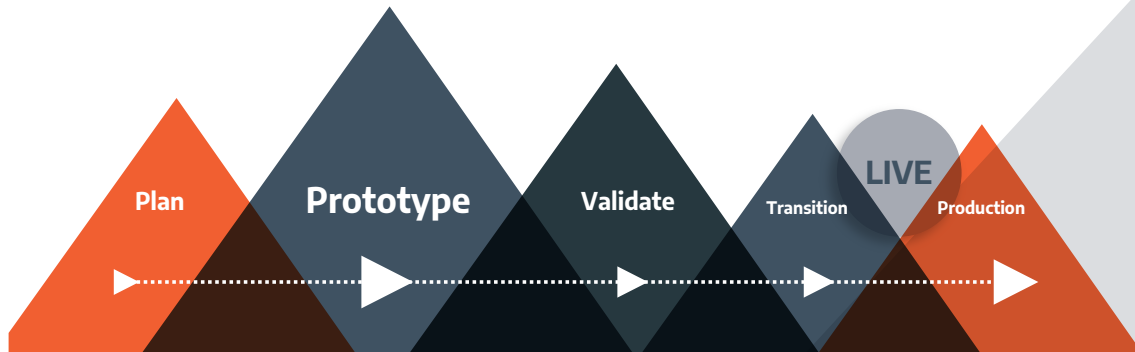 Plan
Prototype
Validate
Transition
LIVE
Production